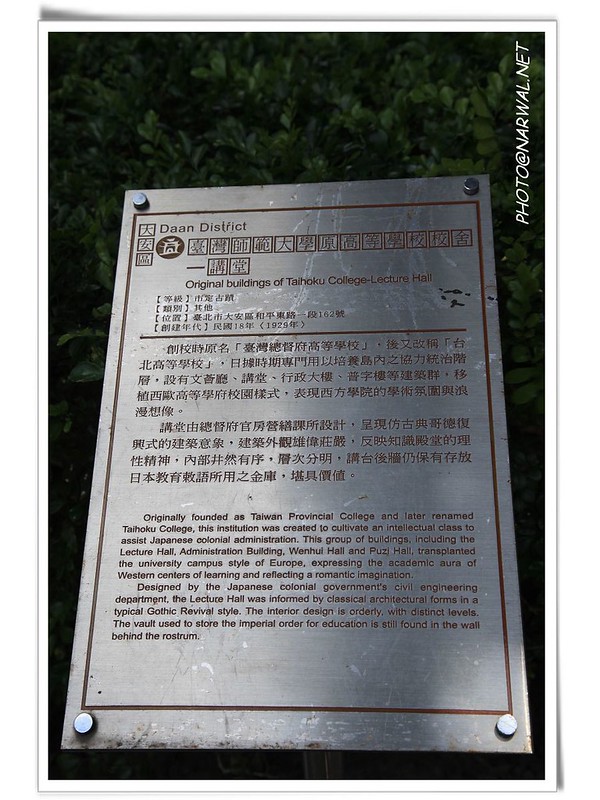 PHOTO@NARWAL.NET
大安區
Daan District
臺灣師範大學原高等學校校舍
—講堂
Original buildings of Taihoku College-Lecture Hall
【等級】市定古蹟
【類別】其他
【位置】臺北市大安區和平東路一段162號
【創建年代】民國18年〈1929年〉
創校時原名「臺灣總督府高等學校」，後又改稱「台
北高等學校」，日據時期專門用以培養島內之協力統治階
層，設有文薈廳、講堂、行政大樓、普字樓等建築群，移
植西歐高等學府校園樣式，表現西方學院的學術氛圍與浪
漫想像。
講堂由總督府官房營繕課所設計，呈現仿古典哥德復
興式的建築意象，建築外觀雄偉莊嚴，反映知識殿堂的理
性精神，內部井然有序，層次分明，講台後牆仍保有存放
日本教育敕語所用之金庫，堪具價值。
Originally founded as Taiwan Provincial College and later renamed
Taihoku College, this institution was created to cultivate an intellectual class to
assist Japanese colonial administration. This group of buildings, including the
Lecture Hall, Administration Building, Wenhui Hall and Puzi Hall, transplanted
the university campus style of Europe, expressing the academic aura of
Western centers of learning and reflecting a romantic imagination.
Designed by the Japanese colonial government's civil engineering
department, the Lecture Hall was informed by classical architectural forms in a
typical Gothic Revival style. The interior design is orderly, with distinct levels.
The vault used to store the imperial order for education is still found in the wall
behind the rostrum.